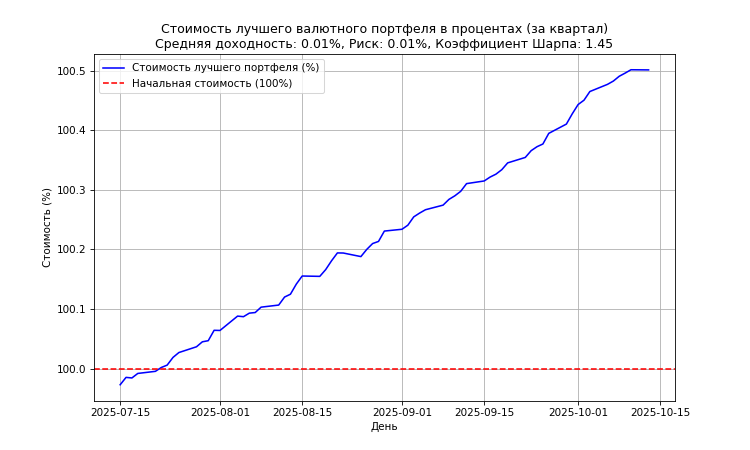 Стоимость лучшего валютного портфеля в процентах (за квартал)
Средняя доходность: 0.01%, Риск: 0.01%, Коэффициент Шарпа: 1.45
Стоимость лучшего портфеля (%)
Начальная стоимость (100%)
Стоимость (%)
100.5
100.4
100.3
100.2
100.1
100.0
2025-07-15
2025-08-01
2025-08-15
2025-09-01
2025-09-15
2025-10-01
2025-10-15
День